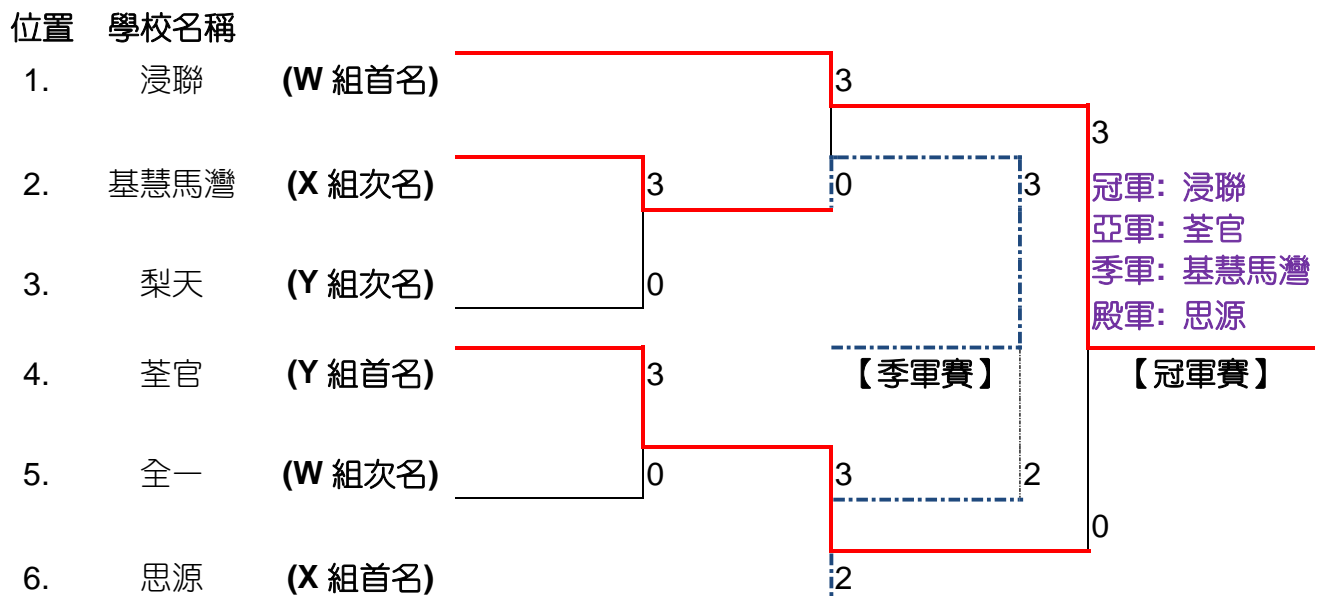 位置 學校名稱
1. 浸聯 (W 組首名) 3
3
2. 基慧馬灣 (X 組次名) 3 0 3 冠軍: 浸聯
亞軍: 荃官
3. 梨天 (Y 組次名) 0 季軍: 基慧馬灣
殿軍: 思源
4. 荃官 (Y 組首名) 3 【季軍賽】 【冠軍賽】
5. 全一 (W 組次名) 0 3 2
0
6. 思源 (X 組首名) 2